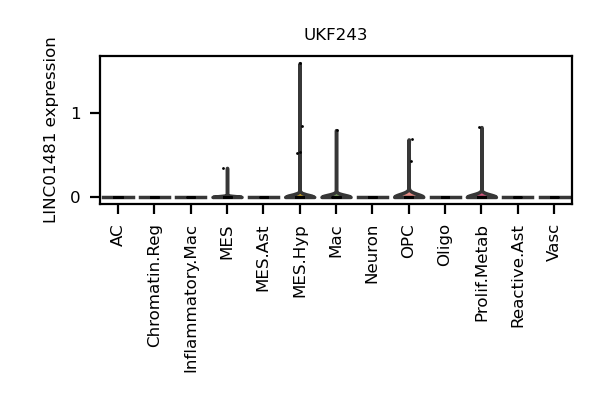 UKF243
LINC01481 expression
1
0
AC
Chromatin.Reg
Inflammatory.Mac
MES
MES.Ast
MES.Hyp
Mac
Neuron
OPC
Oligo
Prolif.Metab
Reactive.Ast
Vasc